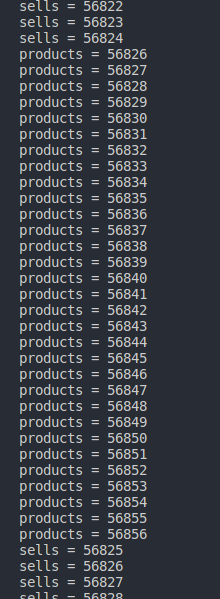 sells = 56822
sells = 56823
sells = 56824
products = 56826
products = 56827
products = 56828
products = 56829
products = 56830
products = 56831
products = 56832
products = 56833
products = 56834
products = 56835
products = 56836
products = 56837
products = 56838
products = 56839
products = 56840
products = 56841
products = 56842
products = 56843
products = 56844
products = 56845
products = 56846
products = 56847
products = 56848
products = 56849
products = 56850
products = 56851
products = 56852
products = 56853
products = 56854
products = 56855
products = 56856
sells = 56825
sells = 56826
sells = 56827
sells = 56828